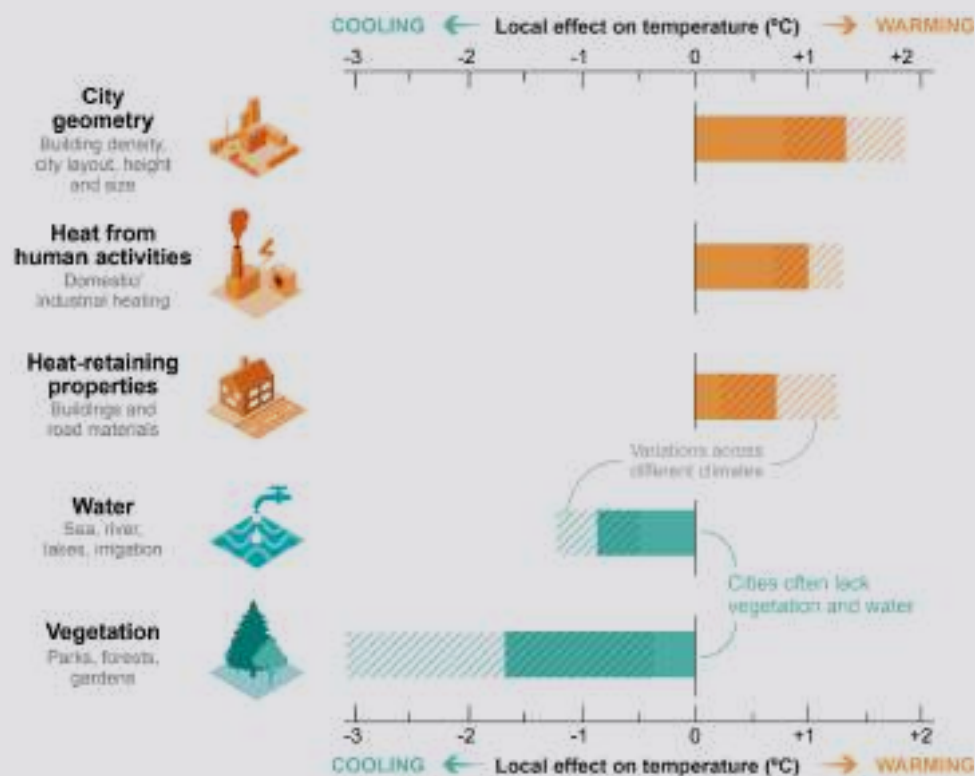 COOLING ← Local effect on temperature (ºC) → WARMING
-3 -2 -1 0 +1 +2
City
geometry
Building density,
city layout, height
and size
Heat from
human activities
Domestic/
industrial heating
Heat-retaining
properties
Buildings and
road materials
Variations across
different climates
Water
Sea, river,
lakes, irrigation
Cities often lack
vegetation and water
Vegetation
Parks, forests,
gardens
-3 -2 -1 0 +1 +2
COOLING ← Local effect on temperature (ºC) → WARMING